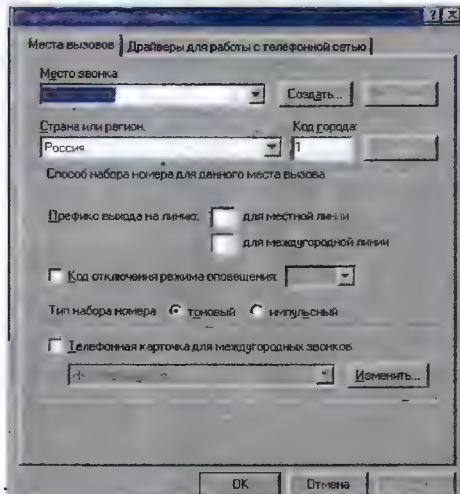 Места вызовов Драйверы для работы с телефонной сетью
Место звонка
Создать...
Страна или регион: Код города:
Россия 1
Способ набора номера для данного места вызова
Префикс выхода на линию: для местной линии
для междугородной линии
Код отключения режима оповещения:
Тип набора номера тоновый импульсный
Телефонная карточка для междугородных звонков
Изменить...
OK Отмена